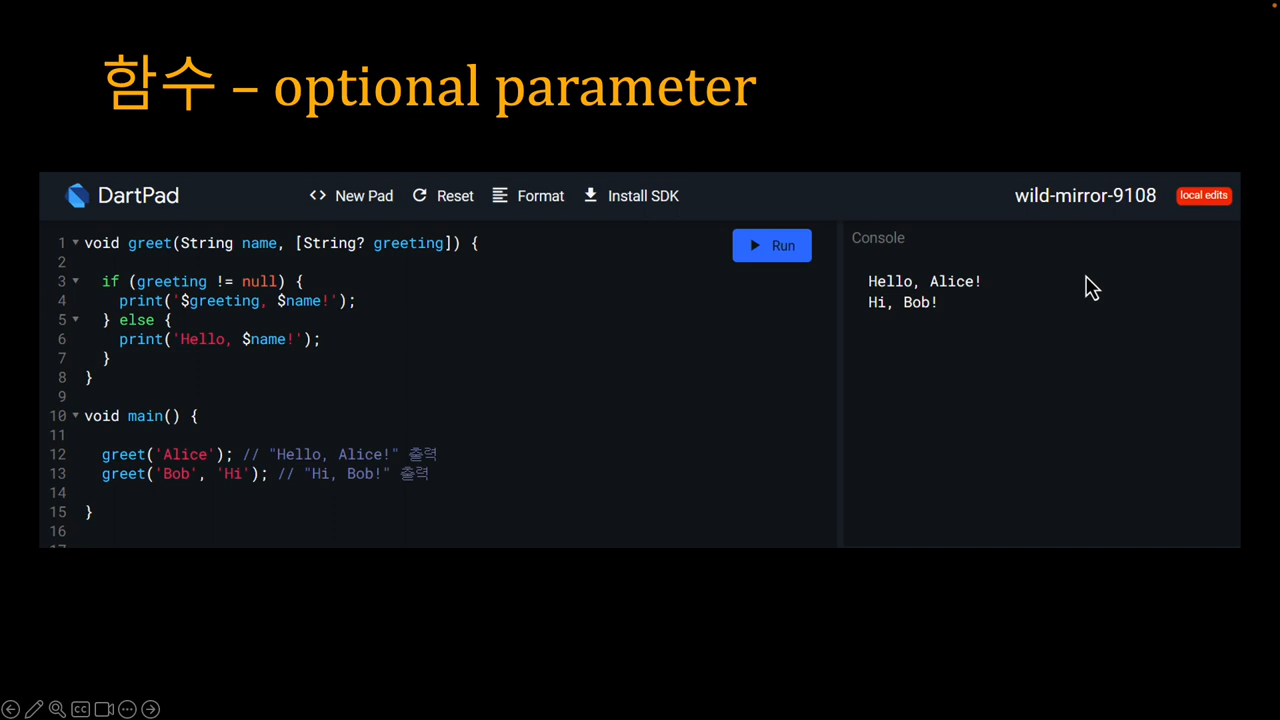 함수 – optional parameter
DartPad
<> New Pad
Reset
Format
Install SDK
wild-mirror-9108
local edits
1 void greet(String name, [String? greeting]) {
2
3 if (greeting != null) {
4 print('$greeting, $name!');
5 } else {
6 print('Hello, $name!');
7 }
8 }
9
10 void main() {
11
12 greet('Alice'); // "Hello, Alice!" 출력
13 greet('Bob', 'Hi'); // "Hi, Bob!" 출력
14
15 }
16
Run
Console
Hello, Alice!
Hi, Bob!
CC